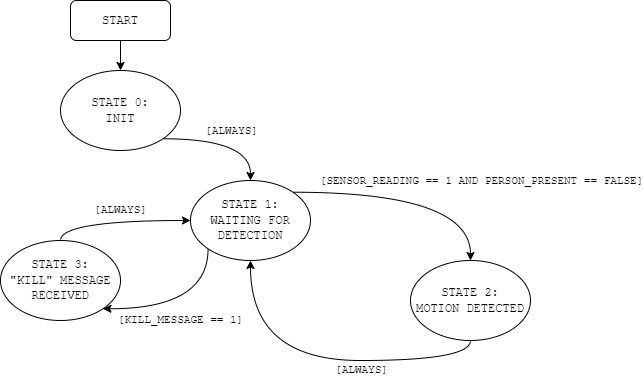 START
STATE 0:
INIT
[ALWAYS]
[SENSOR_READING == 1 AND PERSON_PRESENT == FALSE]
STATE 1:
WAITING FOR
DETECTION
[ALWAYS]
STATE 3:
"KILL" MESSAGE
RECEIVED
STATE 2:
MOTION DETECTED
[KILL_MESSAGE == 1]
[ALWAYS]